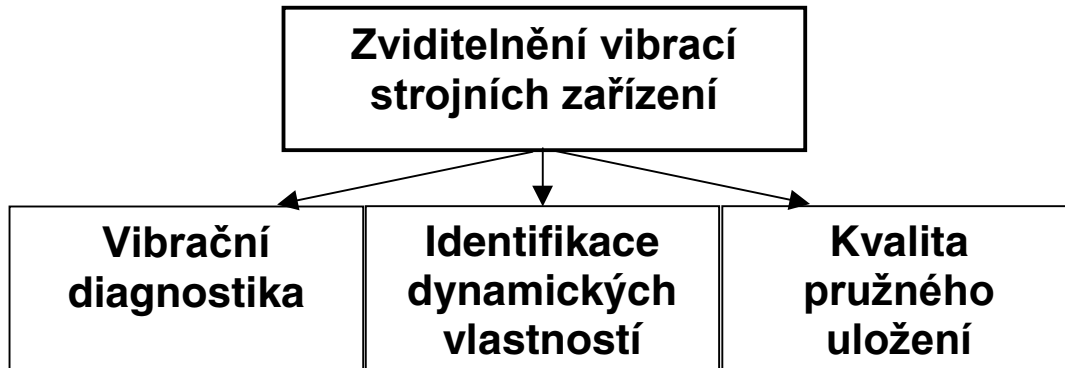 Zviditelnění vibrací
strojních zařízení
Vibrační
diagnostika
Identifikace
dynamických
vlastností
Kvalita
pružného
uložení